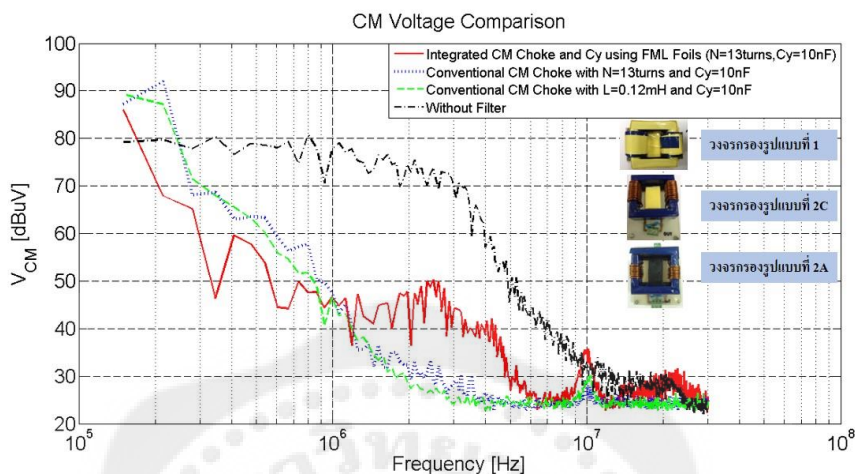 CM Voltage Comparison
Integrated CM Choke and Cy using FML Foils (N=13turns,Cy=10nF)
Conventional CM Choke with N=13turns and Cy=10nF
Conventional CM Choke with L=0.12mH and Cy=10nF
Without Filter
วงจรกรองรูปแบบที่ 1
วงจรกรองรูปแบบที่ 2C
วงจรกรองรูปแบบที่ 2A
V_CM [dBuV]
100
90
80
70
60
50
40
30
20
10^5
10^6
10^7
10^8
Frequency [Hz]